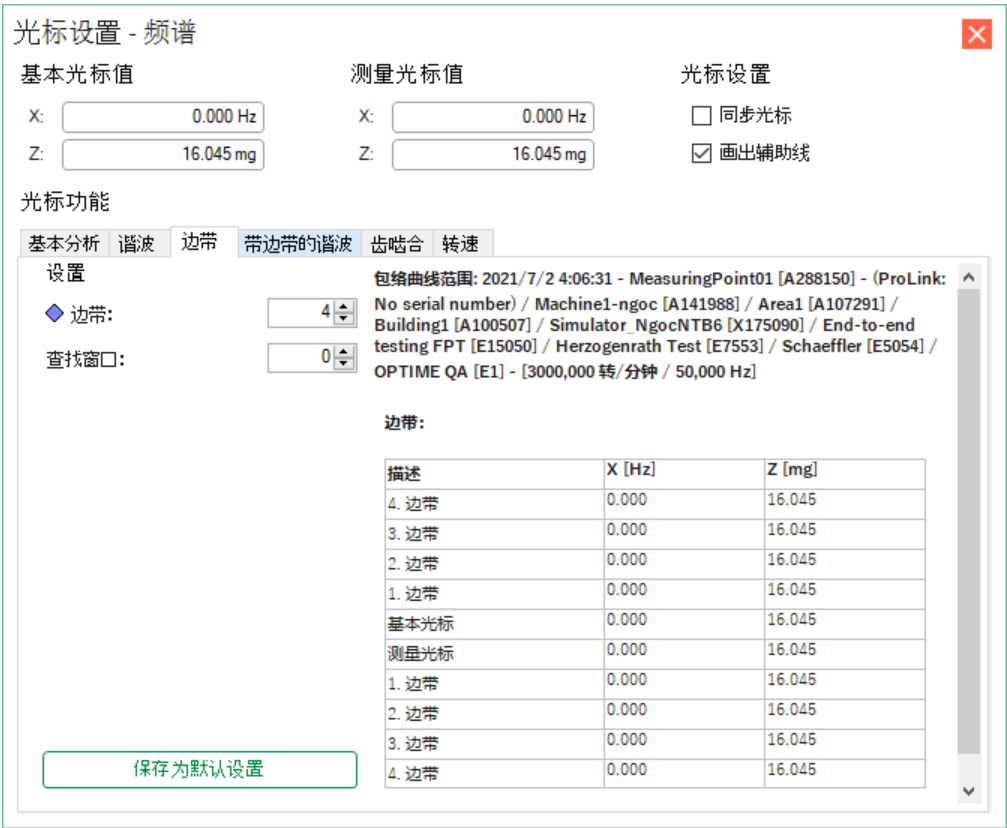 光标设置 - 频谱
基本光标值 测量光标值 光标设置
X: 0.000 Hz X: 0.000 Hz 同步光标
Z: 16.045 mg Z: 16.045 mg 画出辅助线
光标功能
基本分析 谐波 边带 带边带的谐波 齿啮合 转速
设置
边带: 4
查找窗口: 0
包络曲线范围: 2021/7/2 4:06:31 - MeasuringPoint01 [A288150] - (ProLink:
No serial number) / Machine1-ngoc [A141988] / Area1 [A107291] /
Building1 [A100507] / Simulator_NgocNTB6 [X175090] / End-to-end
testing FPT [E15050] / Herzogenrath Test [E7553] / Schaeffler [E5054] /
OPTIME QA [E1] - [3000,000 转/分钟 / 50,000 Hz]
边带:
描述 X [Hz] Z [mg]
4. 边带 0.000 16.045
3. 边带 0.000 16.045
2. 边带 0.000 16.045
1. 边带 0.000 16.045
基本光标 0.000 16.045
测量光标 0.000 16.045
1. 边带 0.000 16.045
2. 边带 0.000 16.045
3. 边带 0.000 16.045
4. 边带 0.000 16.045
保存为默认设置